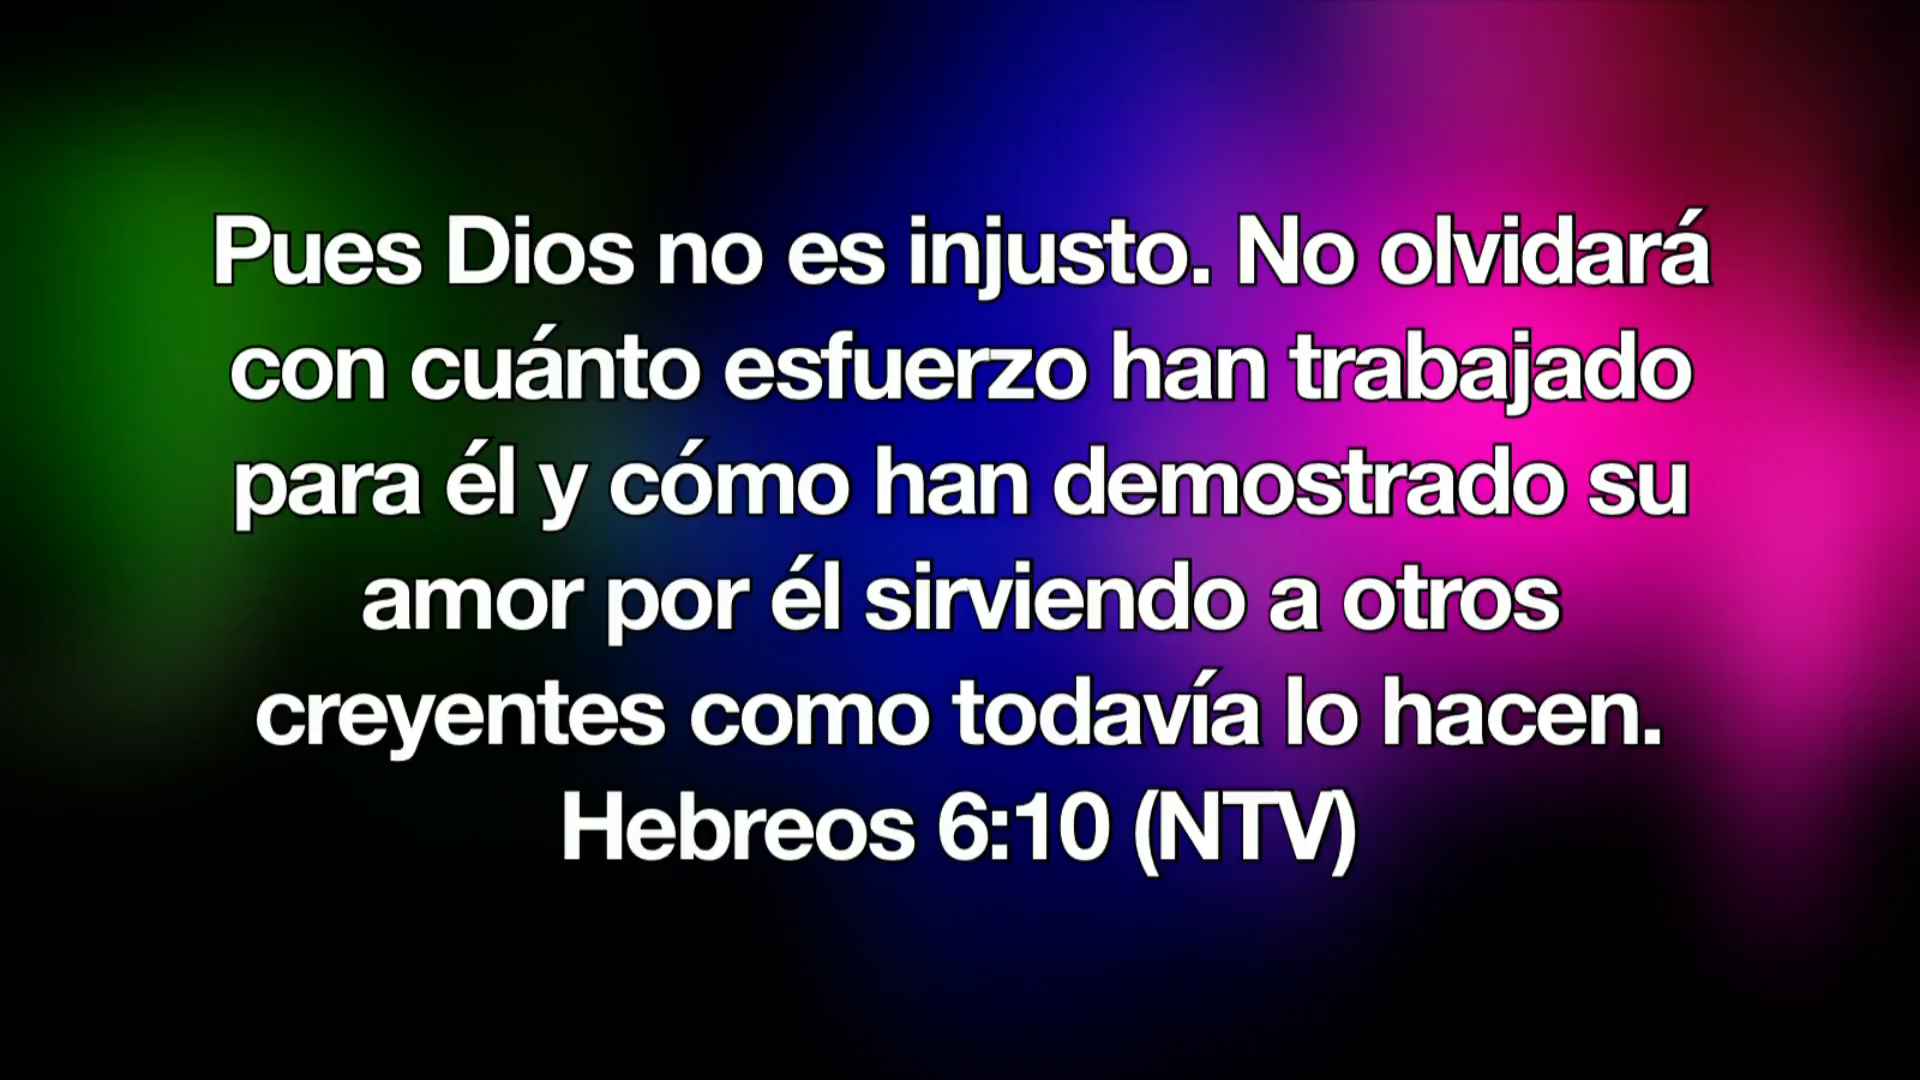 Pues Dios no es injusto. No olvidará
con cuánto esfuerzo han trabajado
para él y cómo han demostrado su
amor por él sirviendo a otros
creyentes como todavía lo hacen.
Hebreos 6:10 (NTV)